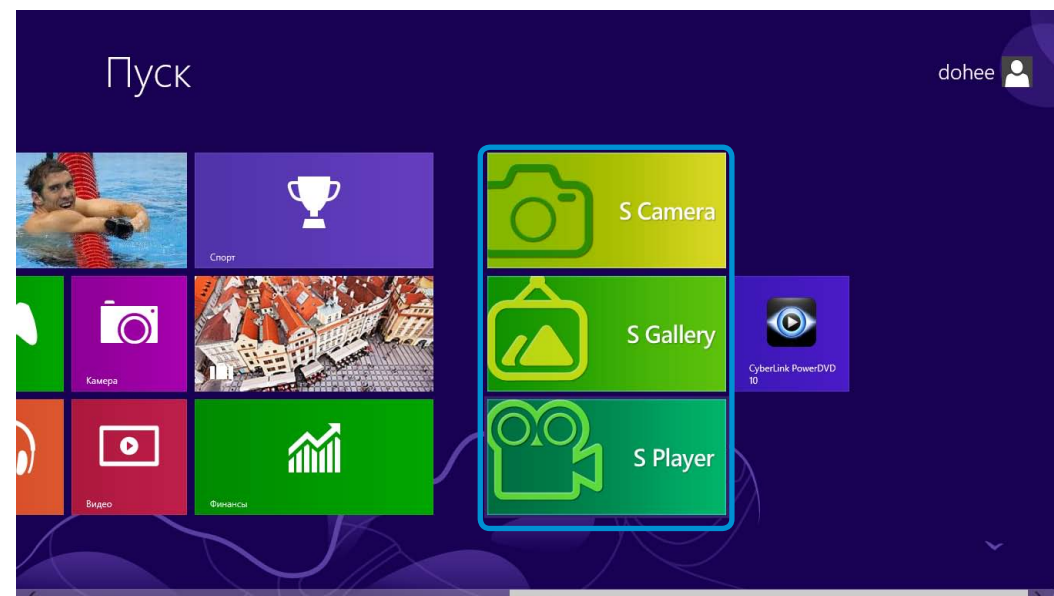 Пуск
dohee
Спорт
S Camera
Камера
S Gallery
CyberLink PowerDVD
10
Видео
Финансы
S Player